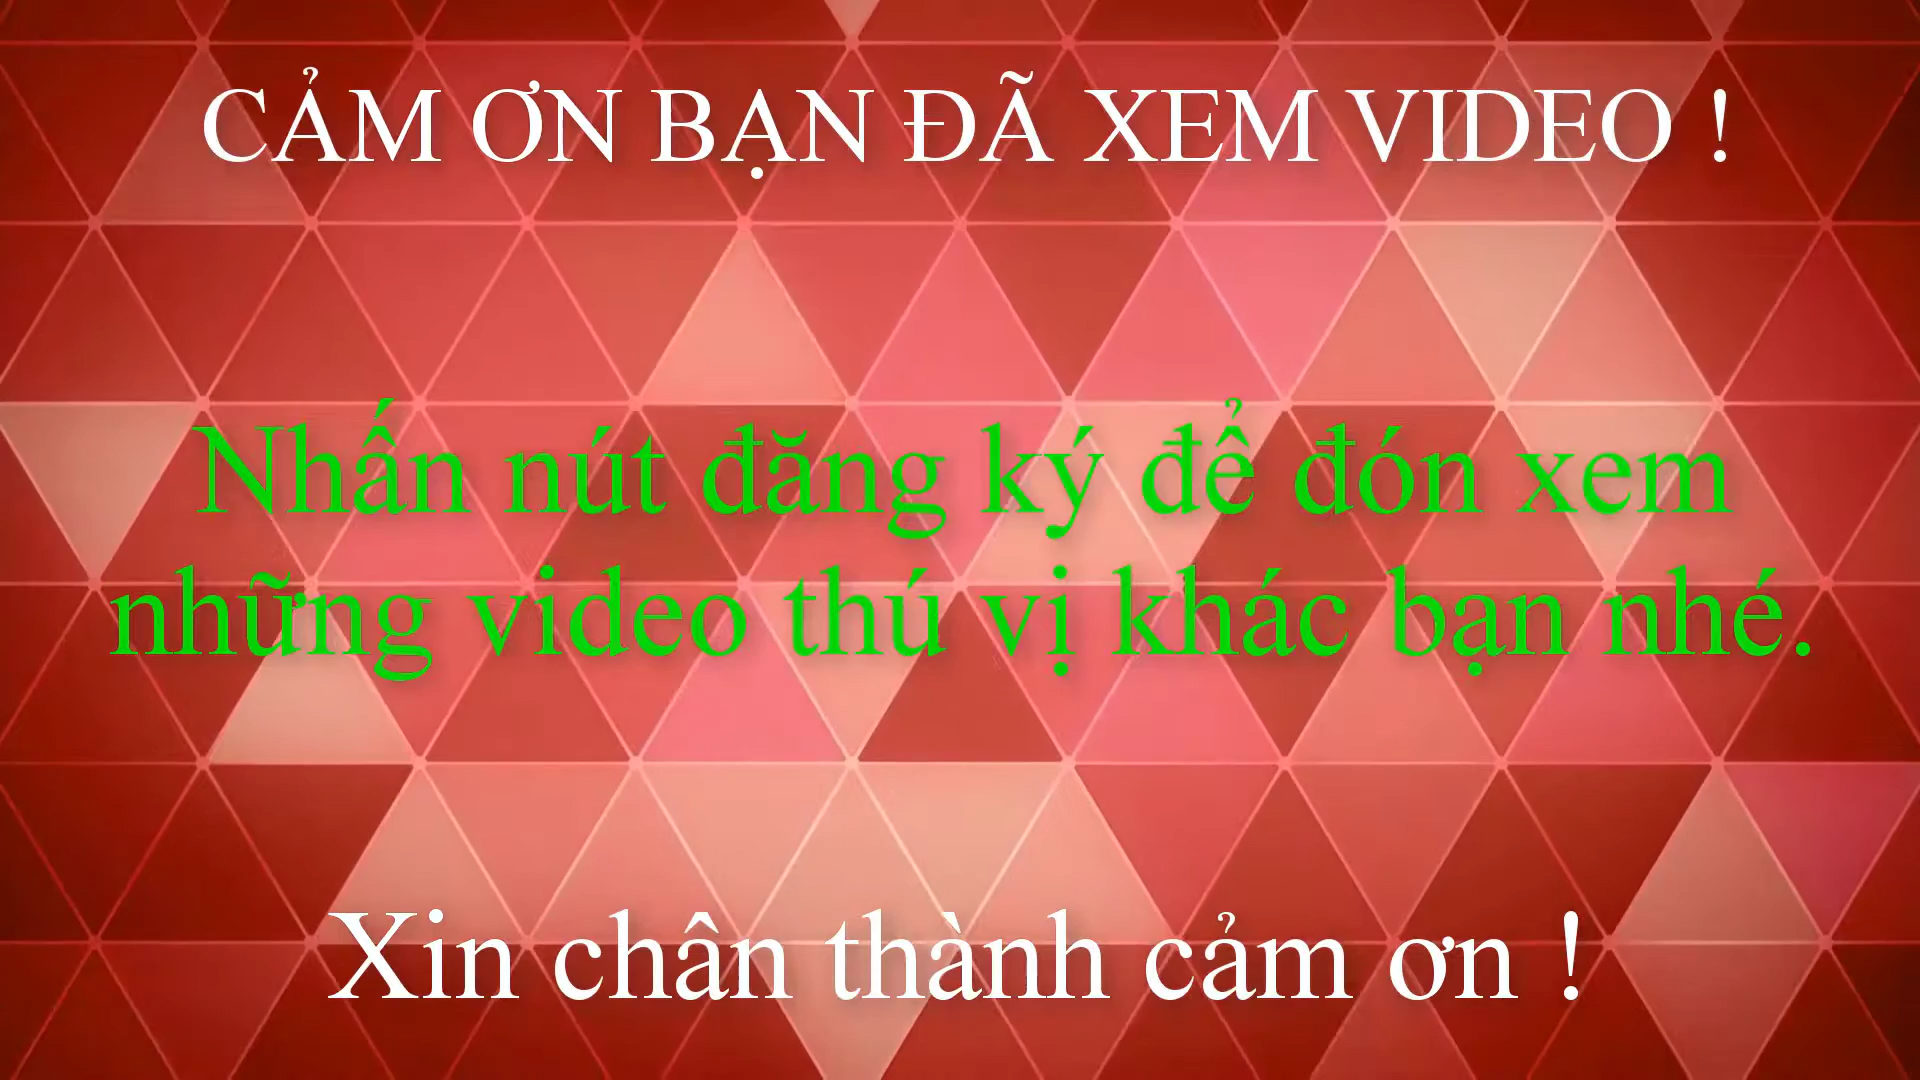 CẢM ƠN BẠN ĐÃ XEM VIDEO !
Nhấn nút đăng ký để đón xem
những video thú vị khác bạn nhé.
Xin chân thành cảm ơn !